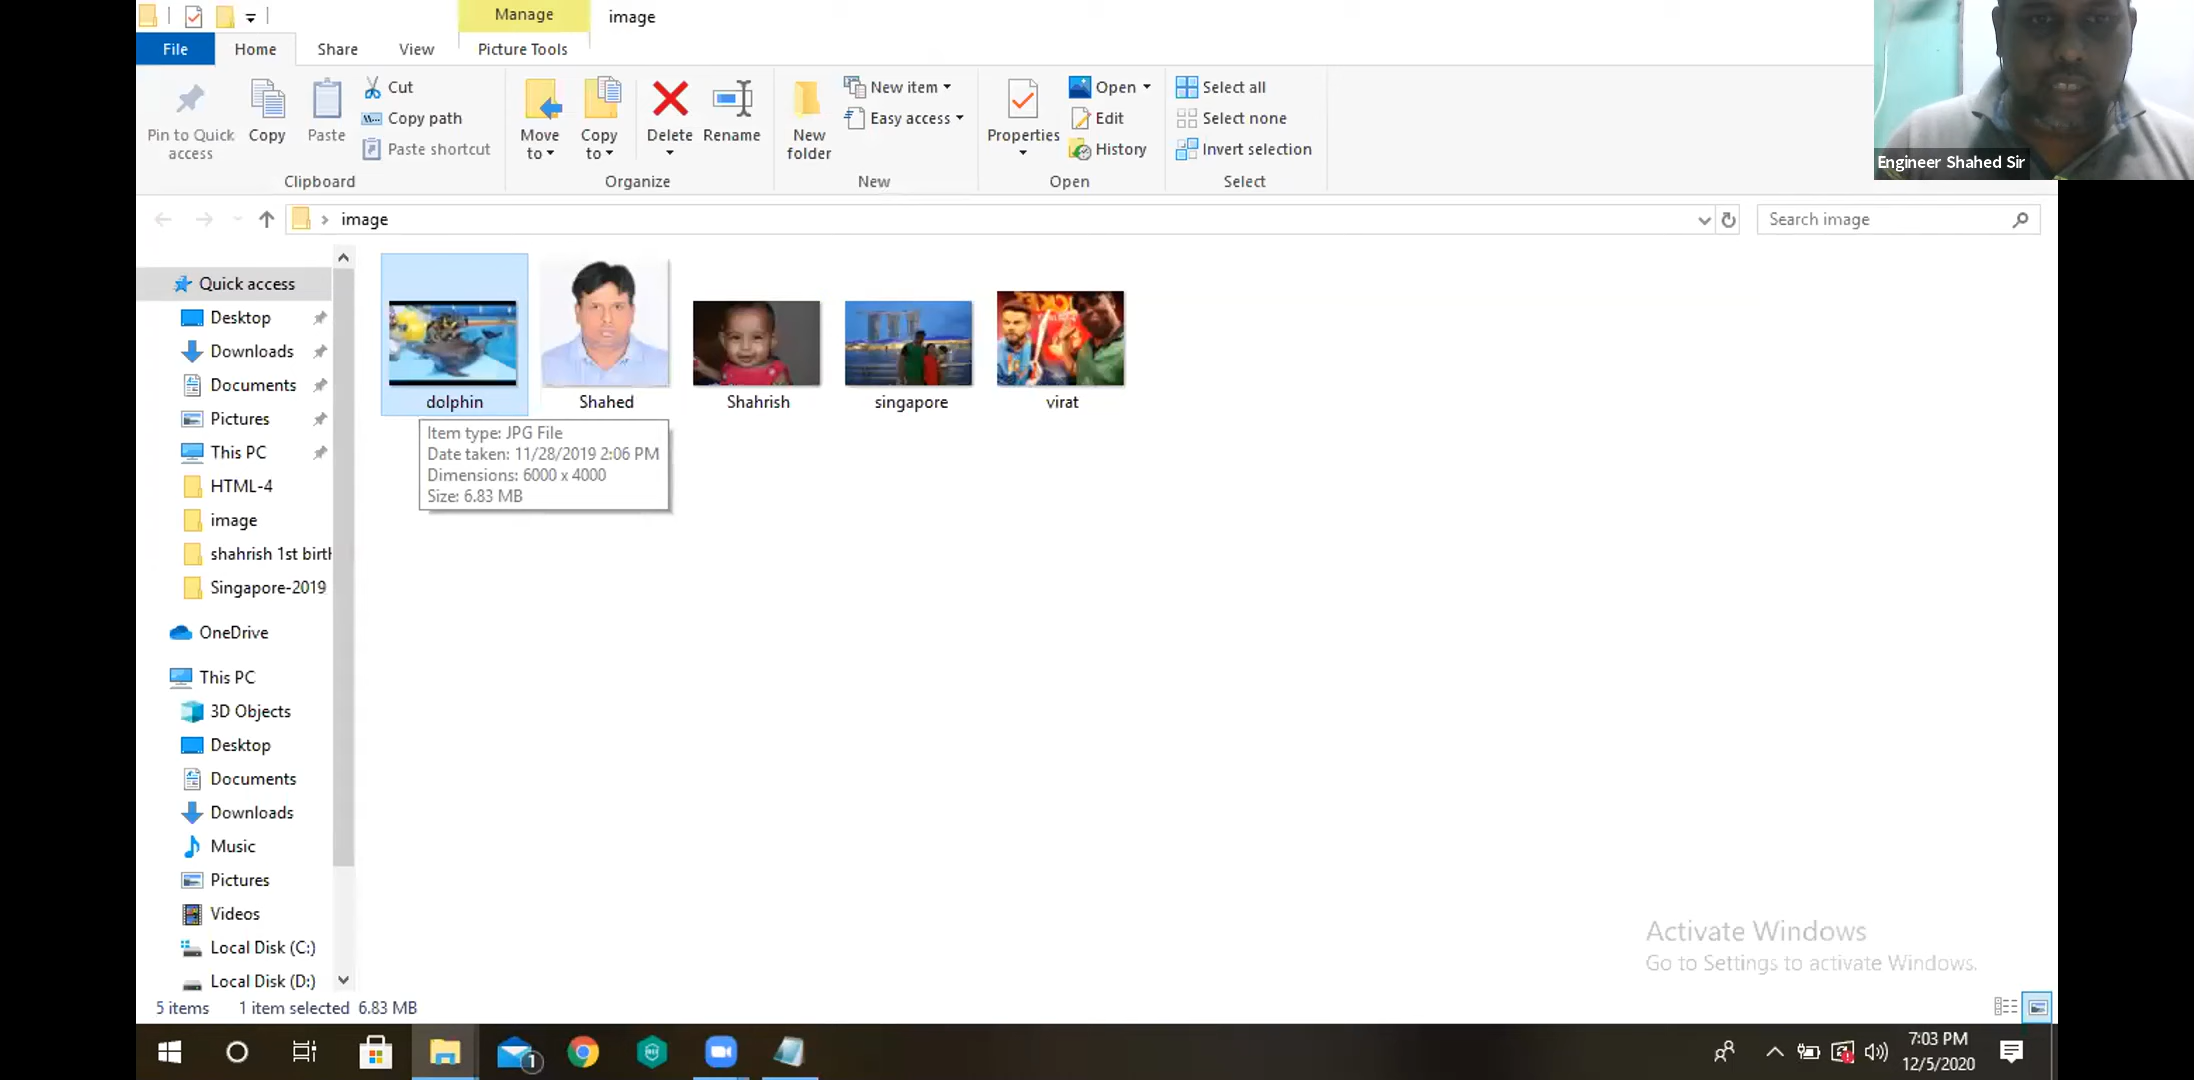 Manage
image
File
Home
Share
View
Picture Tools
Pin to Quick
access
Copy
Paste
Cut
Copy path
Paste shortcut
Clipboard
Move
to
Copy
to
Delete
Rename
Organize
New
folder
New item
Easy access
New
Properties
Open
Edit
History
Open
Select all
Select none
Invert selection
Select
Engineer Shahed Sir
image
Search image
Quick access
Desktop
Downloads
Documents
Pictures
This PC
HTML-4
image
shahrish 1st birth
Singapore-2019
OneDrive
This PC
3D Objects
Desktop
Documents
Downloads
Music
Pictures
Videos
Local Disk (C:)
Local Disk (D:)
dolphin
Shahed
Shahrish
singapore
virat
Item type: JPG File
Date taken: 11/28/2019 2:06 PM
Dimensions: 6000 x 4000
Size: 6.83 MB
Activate Windows
Go to Settings to activate Windows.
5 items
1 item selected 6.83 MB
1
7:03 PM
12/5/2020